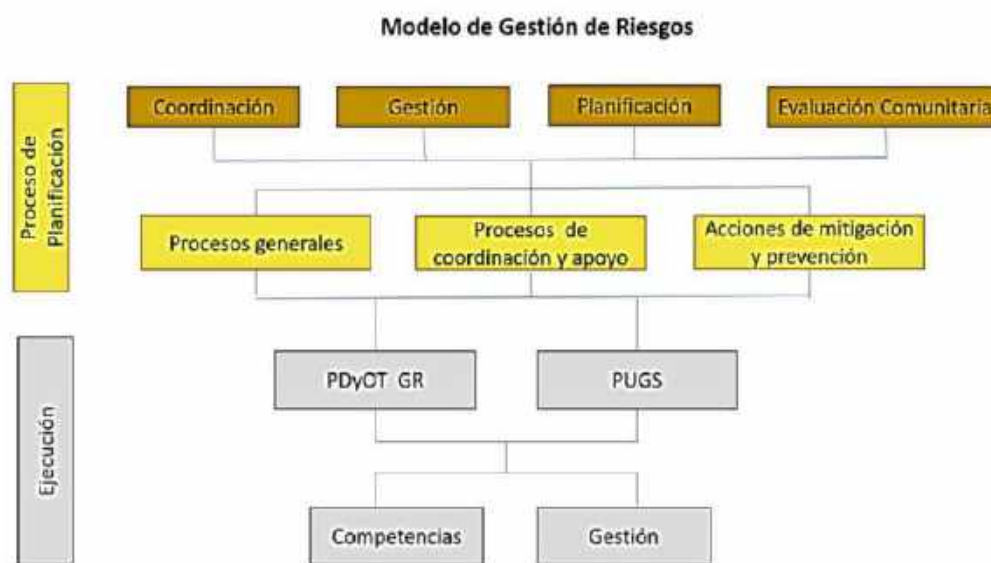 Modelo de Gestión de Riesgos
Proceso de
Planificación
Coordinación
Gestión
Planificación
Evaluación Comunitaria
Procesos generales
Procesos de
coordinación y apoyo
Acciones de mitigación
y prevención
Ejecución
PDyOT GR
PUGS
Competencias
Gestión